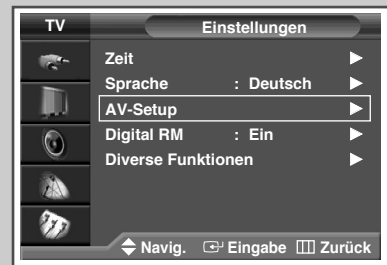 TV Einstellungen
Zeit
Sprache : Deutsch
AV-Setup
Digital RM : Ein
Diverse Funktionen
Navig. Eingabe Zurück